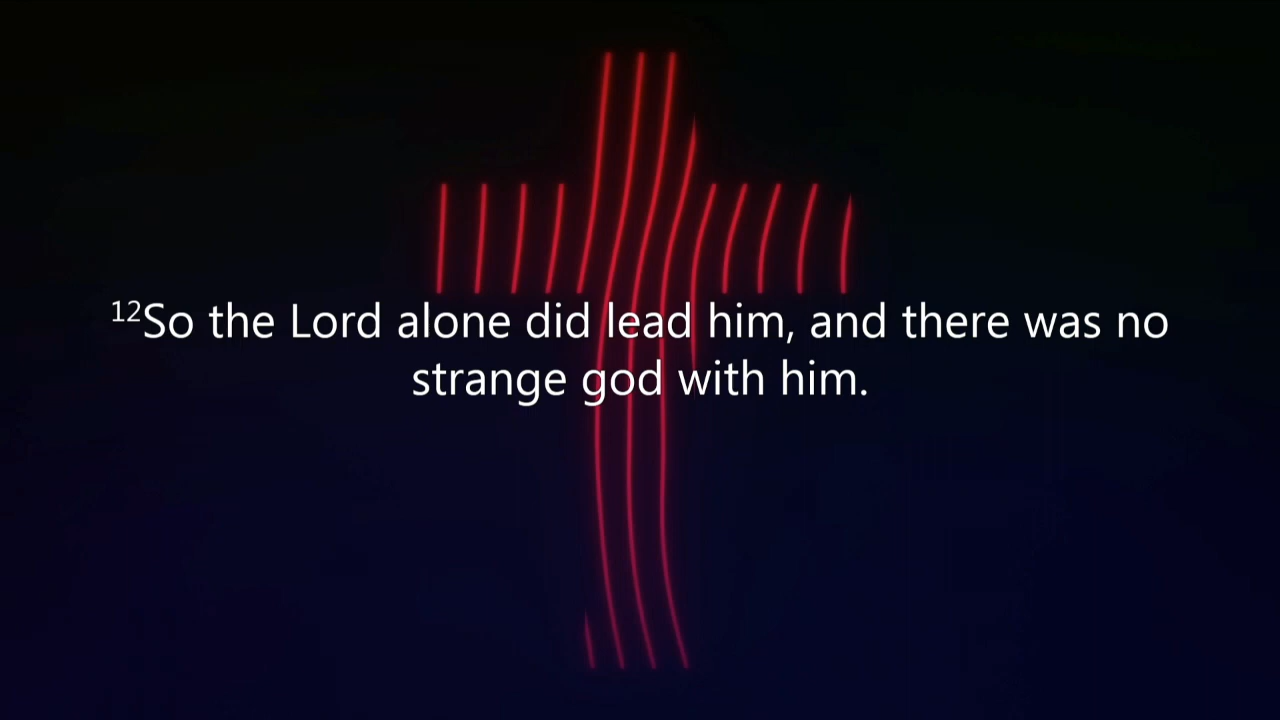 ¹²So the Lord alone did lead him, and there was no
strange god with him.